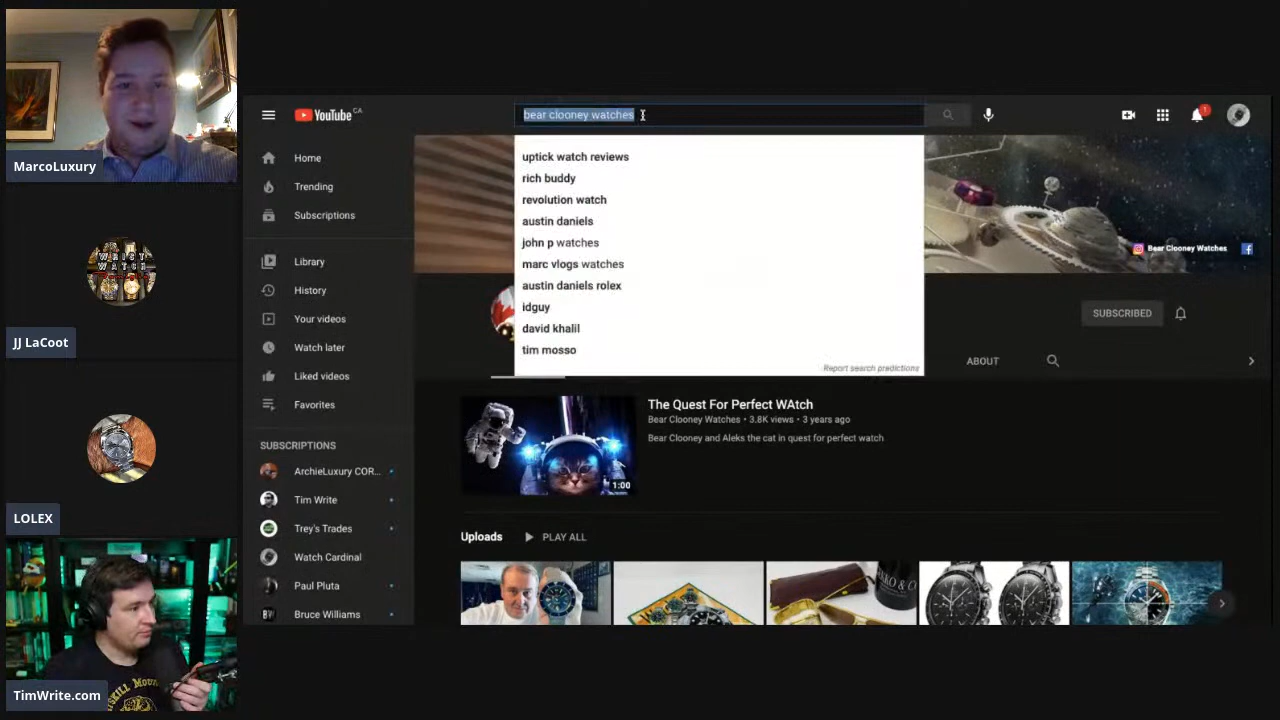 MarcoLuxury
JJ LaCoot
LOLEX
TimWrite.com
YouTube CA
bear clooney watches
1
uptick watch reviews
rich buddy
revolution watch
austin daniels
john p watches
marc vlogs watches
austin daniels rolex
idguy
david khalil
tim mosso
Report search predictions
Home
Trending
Subscriptions
Library
History
Your videos
Watch later
Liked videos
Favorites
SUBSCRIPTIONS
ArchieLuxury COR...
Tim Write
Trey's Trades
Watch Cardinal
Paul Pluta
Bruce Williams
Bear Clooney Watches
SUBSCRIBED
ABOUT
The Quest For Perfect WAtch
Bear Clooney Watches • 3.8K views • 3 years ago
Bear Clooney and Aleks the cat in quest for perfect watch
1:00
Uploads
PLAY ALL
WRIST
WATCH